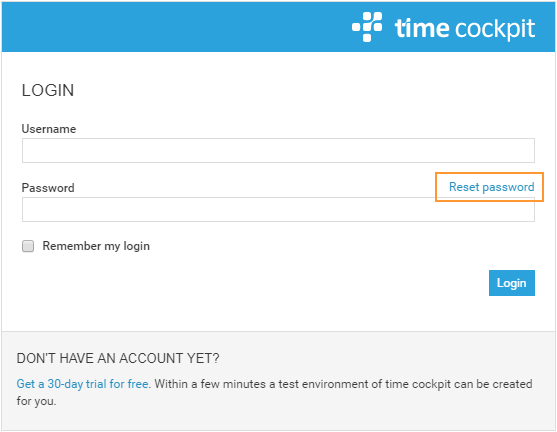 time cockpit
LOGIN
Username
Password
Reset password
Remember my login
Login
DON'T HAVE AN ACCOUNT YET?
Get a 30-day trial for free. Within a few minutes a test environment of time cockpit can be created
for you.